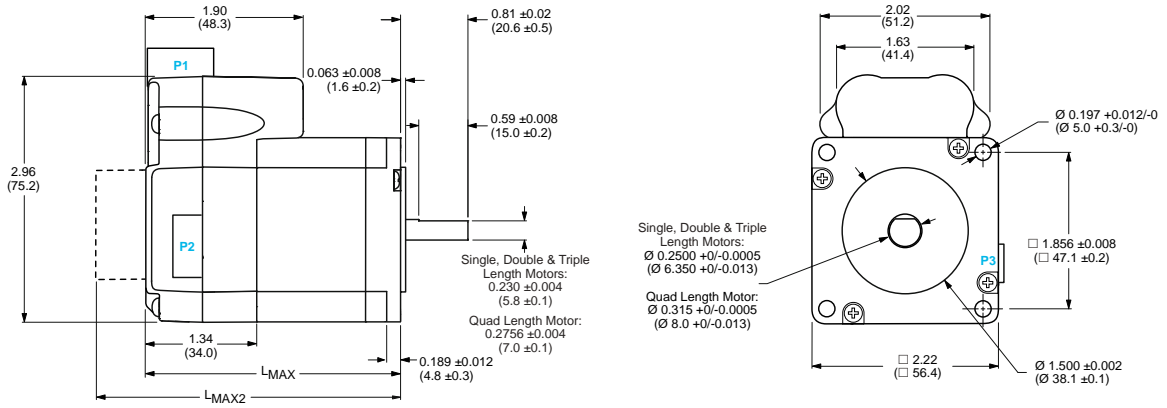 1.90
(48.3)
0.81 ±0.02
(20.6 ±0.5)
P1
0.063 ±0.008
(1.6 ±0.2)
0.59 ±0.008
(15.0 ±0.2)
2.96
(75.2)
P2
Single, Double & Triple
Length Motors:
0.230 ±0.004
(5.8 ±0.1)
Quad Length Motor:
0.2756 ±0.004
(7.0 ±0.1)
1.34
(34.0)
0.189 ±0.012
(4.8 ±0.3)
LMAX
LMAX2
2.02
(51.2)
1.63
(41.4)
Ø 0.197 +0.012/-0
(Ø 5.0 +0.3/-0)
Single, Double & Triple
Length Motors:
Ø 0.2500 +0/-0.0005
(Ø 6.350 +0/-0.013)
Quad Length Motor:
Ø 0.315 +0/-0.0005
(Ø 8.0 +0/-0.013)
□ 1.856 ±0.008
(□ 47.1 ±0.2)
P3
□ 2.22
(□ 56.4)
Ø 1.500 ±0.002
(Ø 38.1 ±0.1)